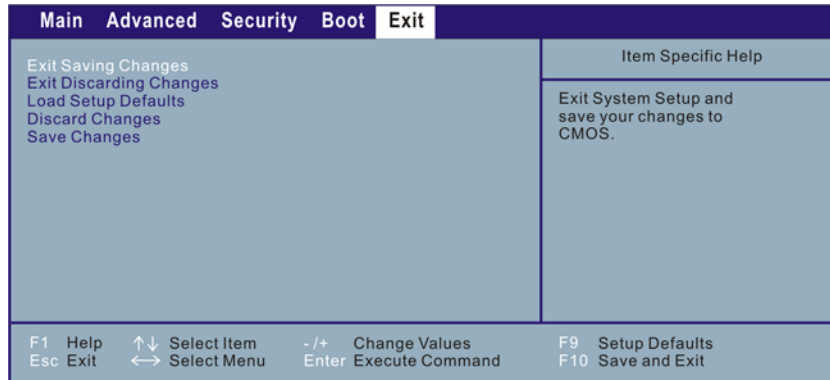 Main Advanced Security Boot Exit
Exit Saving Changes
Exit Discarding Changes
Load Setup Defaults
Discard Changes
Save Changes
Item Specific Help
Exit System Setup and
save your changes to
CMOS.
F1 Help ↑↓ Select Item -/+ Change Values F9 Setup Defaults
Esc Exit ←→ Select Menu Enter Execute Command F10 Save and Exit